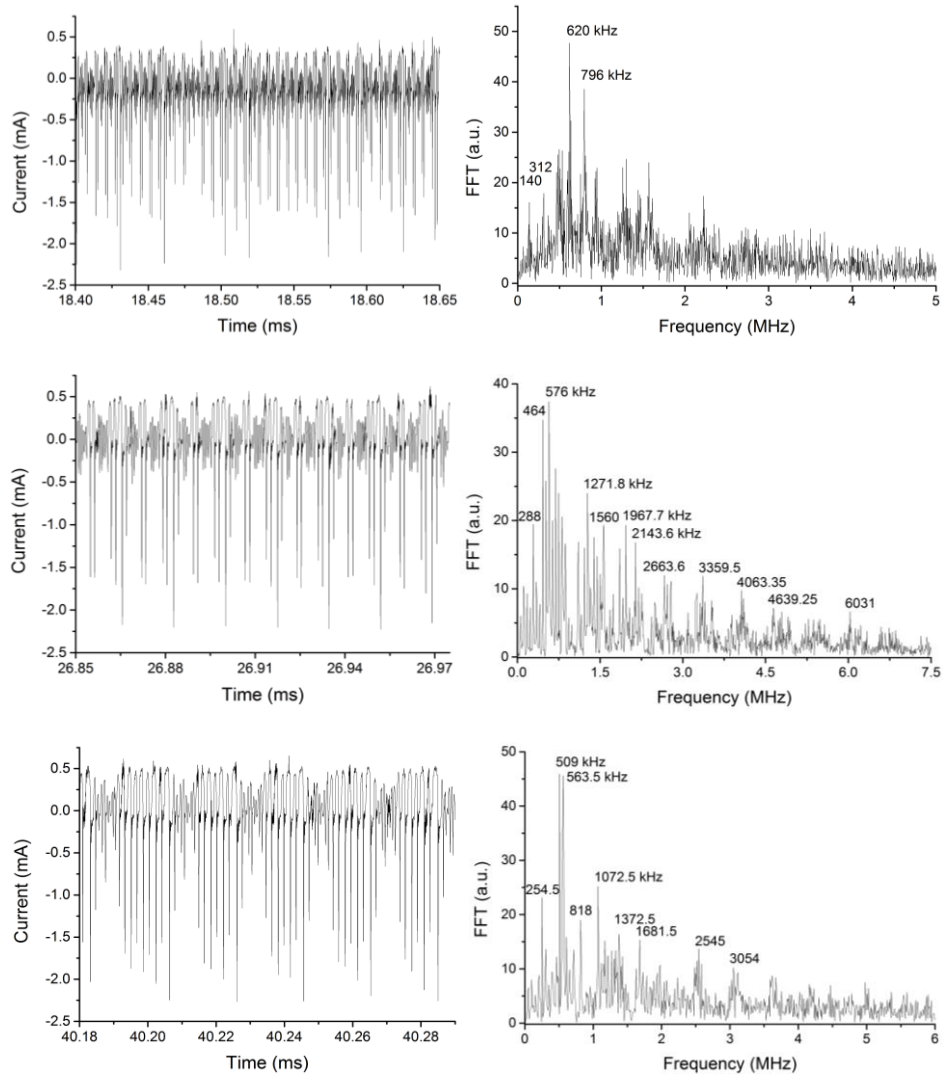 Current (mA)
0.5
0.0
-0.5
-1.0
-1.5
-2.0
-2.5
18.40 18.45 18.50 18.55 18.60 18.65
Time (ms)
FFT (a.u.)
50
40
30
20
10
0
620 kHz
796 kHz
312
140
0 1 2 3 4 5
Frequency (MHz)
Current (mA)
0.5
0.0
-0.5
-1.0
-1.5
-2.0
-2.5
26.85 26.88 26.91 26.94 26.97
Time (ms)
FFT (a.u.)
40
30
20
10
0
576 kHz
464
1271.8 kHz
288
1560
1967.7 kHz
2143.6 kHz
2663.6
3359.5
4063.35
4639.25
6031
0.0 1.5 3.0 4.5 6.0 7.5
Frequency (MHz)
Current (mA)
0.5
0.0
-0.5
-1.0
-1.5
-2.0
-2.5
40.18 40.20 40.22 40.24 40.26 40.28
Time (ms)
FFT (a.u.)
50
40
30
20
10
0
509 kHz
563.5 kHz
1072.5 kHz
254.5
818
1372.5
1681.5
2545
3054
0 1 2 3 4 5 6
Frequency (MHz)